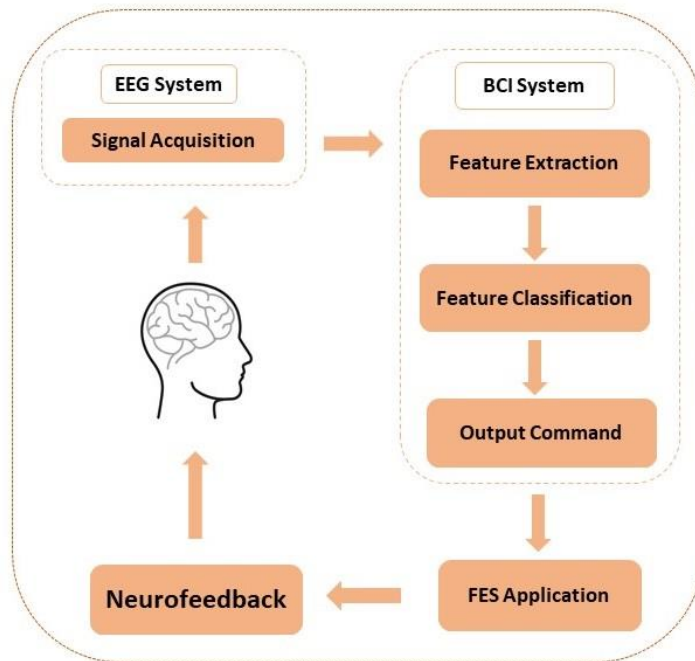 EEG System
Signal Acquisition
BCI System
Feature Extraction
Feature Classification
Output Command
FES Application
Neurofeedback